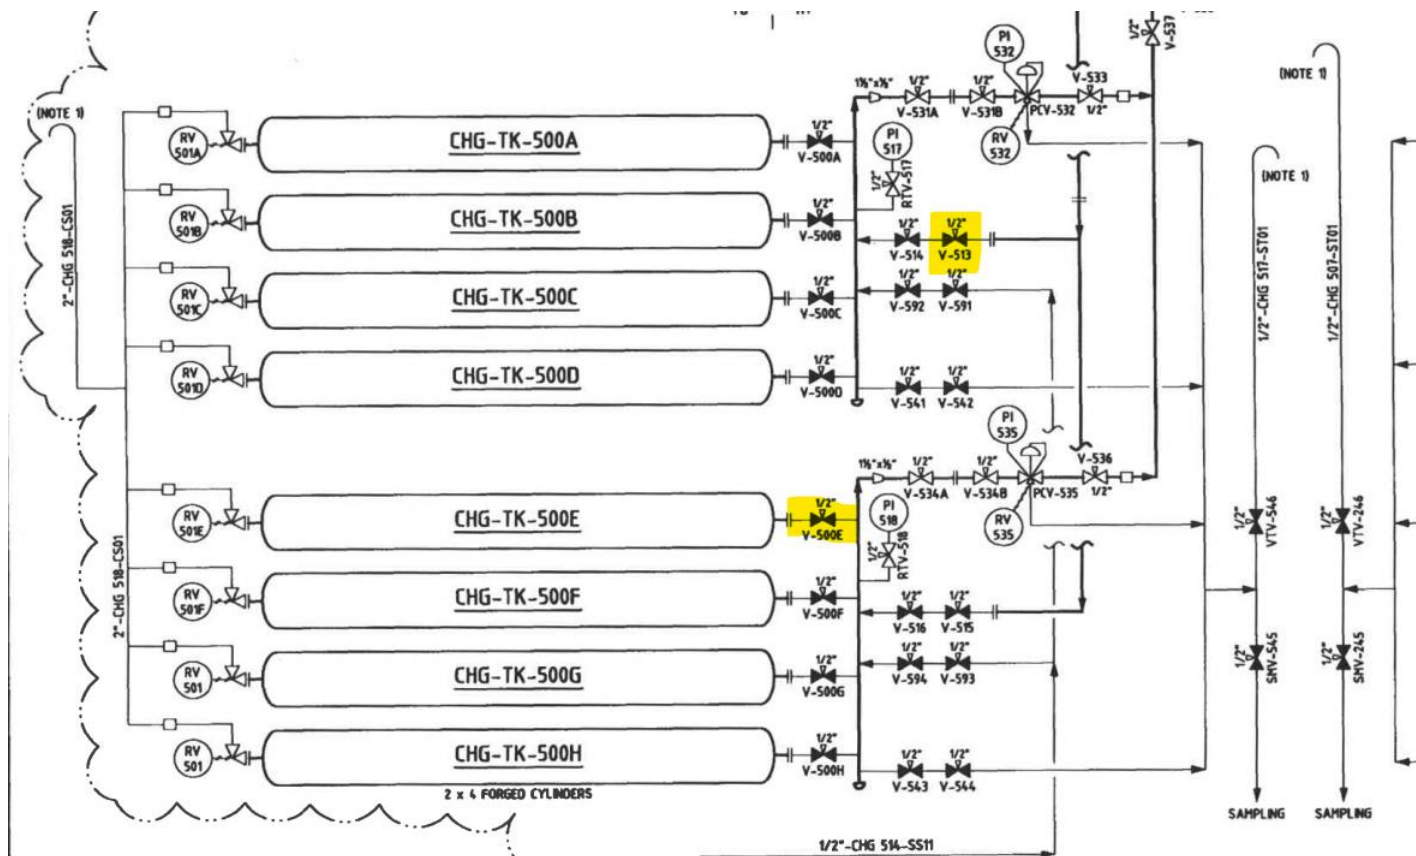 1/2"
V-537
PI
532
(NOTE 1)
1½"x½"
1/2"
V-531A
1/2"
V-531B
PCV-532
V-533
1/2"
RV
532
(NOTE 1)
RV
501A
CHG-TK-500A
1/2"
V-500A
PI
517
1/2"
RTV-517
(NOTE 1)
RV
501B
CHG-TK-500B
1/2"
V-500B
1/2"
V-514
1/2"
V-513
2"-CHG 518-CS01
RV
501C
CHG-TK-500C
1/2"
V-500C
1/2"
V-592
1/2"
V-591
1/2"-CHG 517-ST01
1/2"-CHG 507-ST01
RV
501D
CHG-TK-500D
1/2"
V-500D
1/2"
V-541
1/2"
V-542
PI
535
1½"x½"
1/2"
V-534A
1/2"
V-534B
PCV-535
V-536
1/2"
RV
535
RV
501E
CHG-TK-500E
1/2"
V-500E
PI
518
1/2"
RTV-518
1/2"
VTV-546
1/2"
VTV-246
2"-CHG 518-CS01
RV
501F
CHG-TK-500F
1/2"
V-500F
1/2"
V-516
1/2"
V-515
RV
501
CHG-TK-500G
1/2"
V-500G
1/2"
V-594
1/2"
V-593
1/2"
SMV-545
1/2"
SMV-245
RV
501
CHG-TK-500H
1/2"
V-500H
1/2"
V-543
1/2"
V-544
2 x 4 FORGED CYLINDERS
SAMPLING
SAMPLING
1/2"-CHG 514-SS11